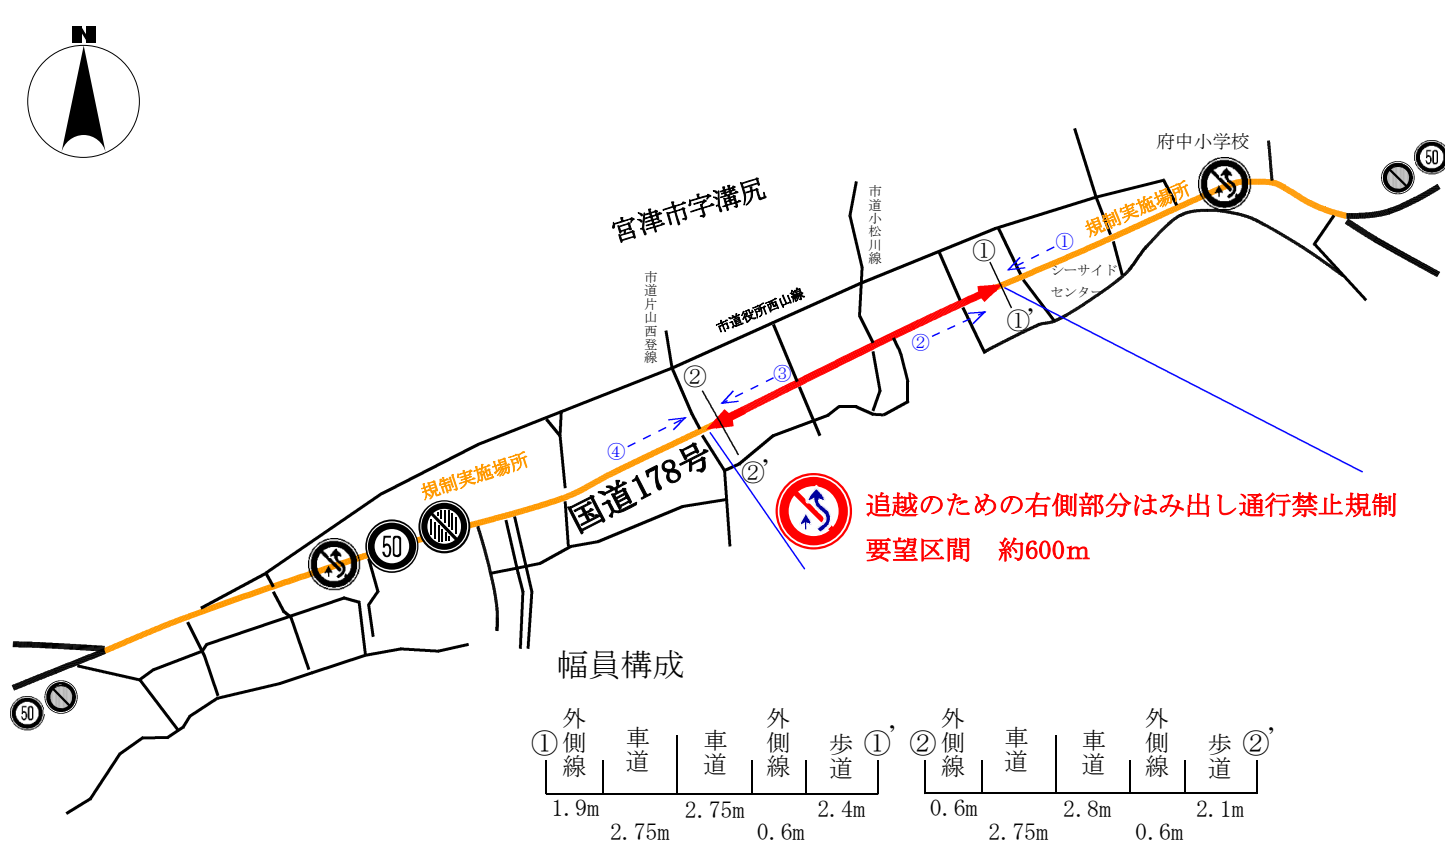 N
府中小学校
50
規制実施場所
宮津市字溝尻
市道小松川線
①
①
シーサイド
センター
①’
市道片山西登線
市道役所西山線
②
②
③
④
②’
国道178号
規制実施場所
50
追越のための右側部分はみ出し通行禁止規制
要望区間　約600m
50
幅員構成
① 外側線 車道 車道 外側線 歩道 ①’
1.9m 2.75m 2.75m 0.6m 2.4m
② 外側線 車道 車道 外側線 歩道 ②’
0.6m 2.75m 2.8m 0.6m 2.1m